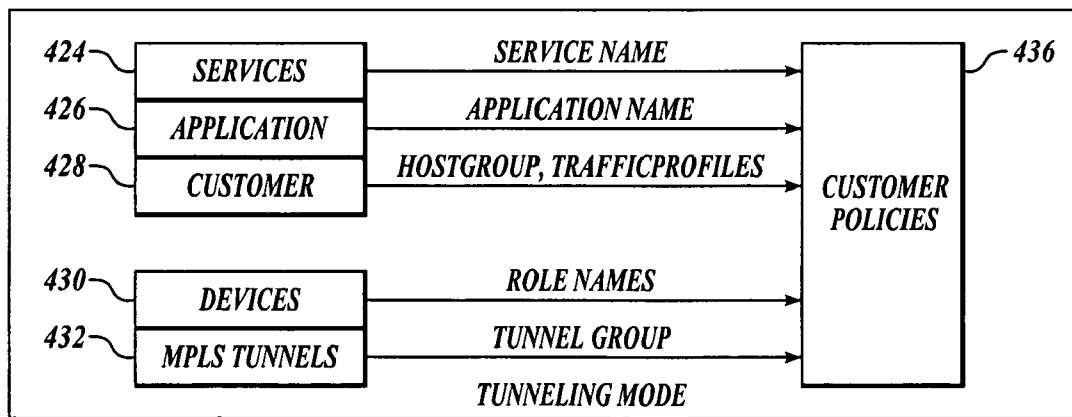 424
SERVICES
SERVICE NAME
436
426
APPLICATION
APPLICATION NAME
428
CUSTOMER
HOSTGROUP, TRAFFICPROFILES
CUSTOMER
POLICIES
430
DEVICES
ROLE NAMES
432
MPLS TUNNELS
TUNNEL GROUP
TUNNELING MODE